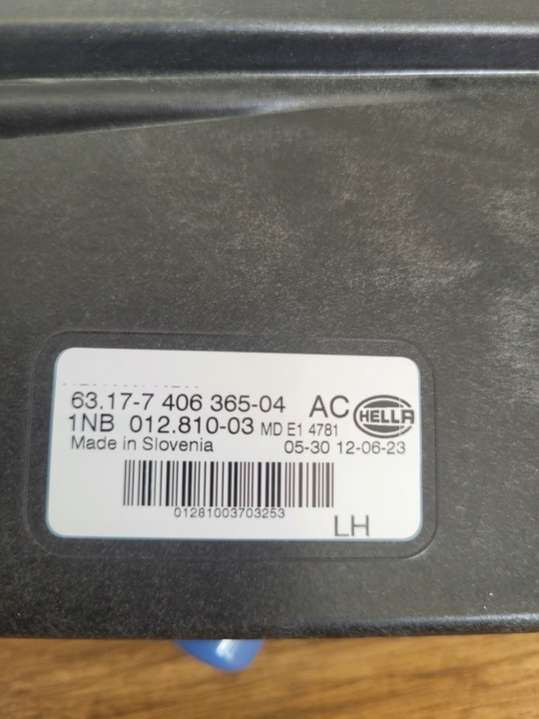 63.17-7 406 365-04 AC HELLA
1NB 012.810-03 MD E1 4781
Made in Slovenia 05-30 12-06-23
01281003703253
LH